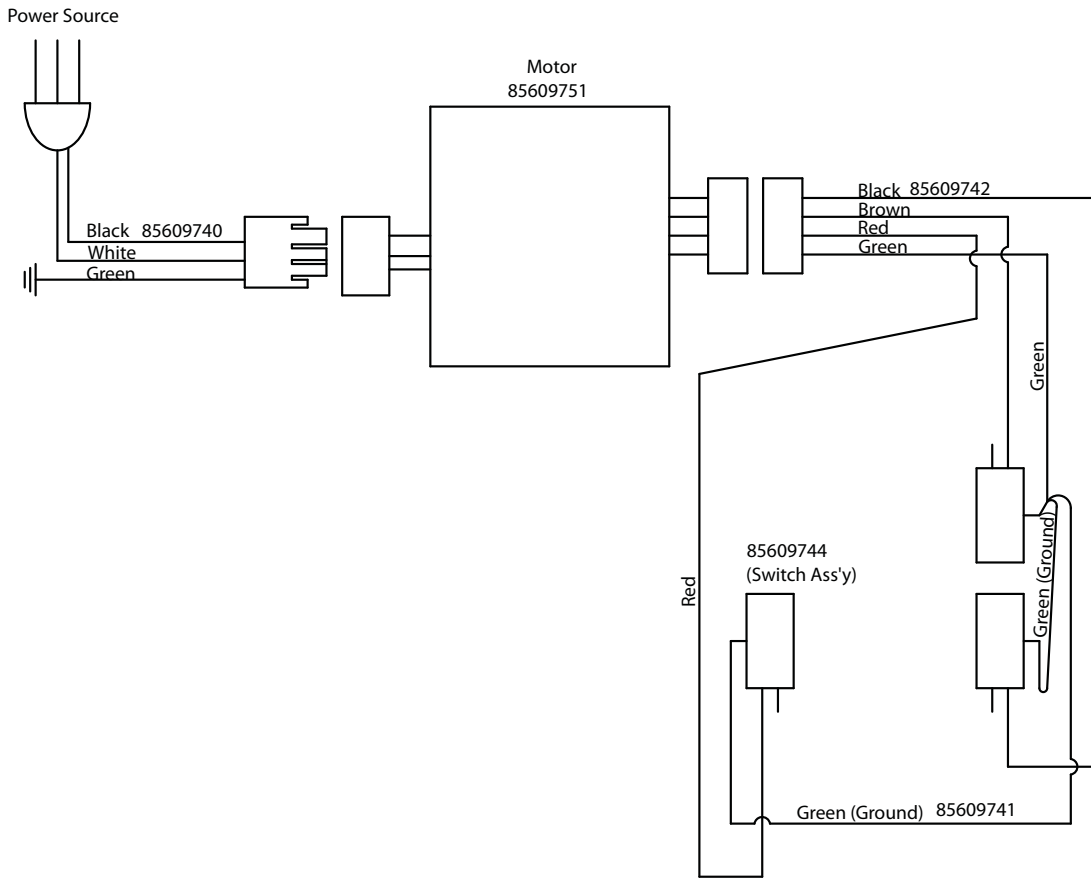 Power Source
Motor
85609751
Black 85609740
White
Green
Black 85609742
Brown
Red
Green
Green
Red
85609744
(Switch Ass'y)
Green (Ground)
Green (Ground) 85609741